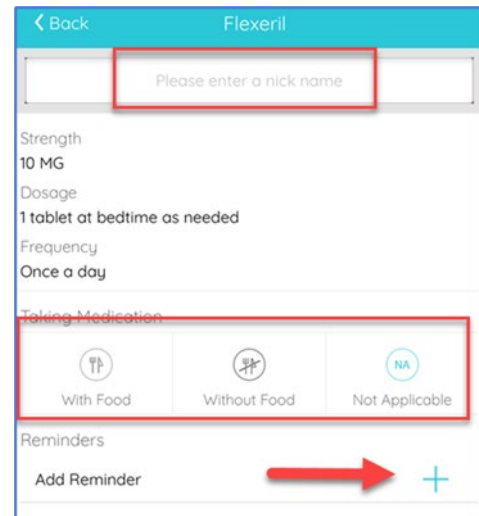 Back Flexeril
Please enter a nick name
Strength
10 MG
Dosage
1 tablet at bedtime as needed
Frequency
Once a day
Taking Medication
NA
With Food Without Food Not Applicable
Reminders
Add Reminder